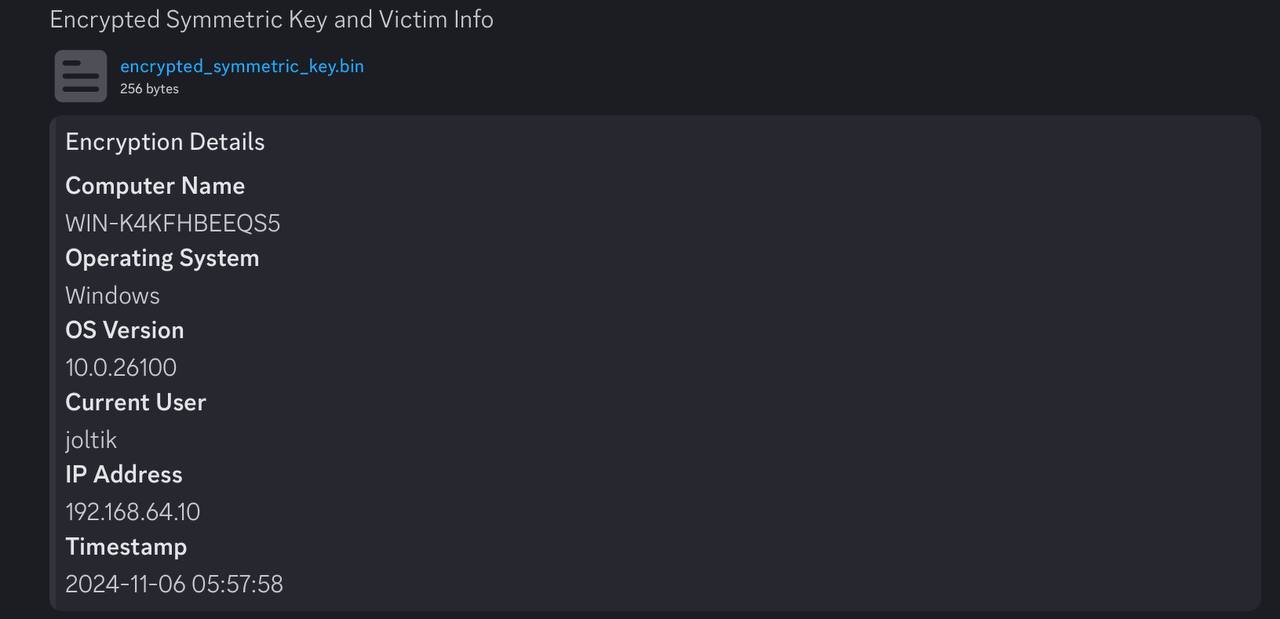 Encrypted Symmetric Key and Victim Info
encrypted_symmetric_key.bin
256 bytes
Encryption Details
Computer Name
WIN-K4KFHBEEQS5
Operating System
Windows
OS Version
10.0.26100
Current User
joltik
IP Address
192.168.64.10
Timestamp
2024-11-06 05:57:58